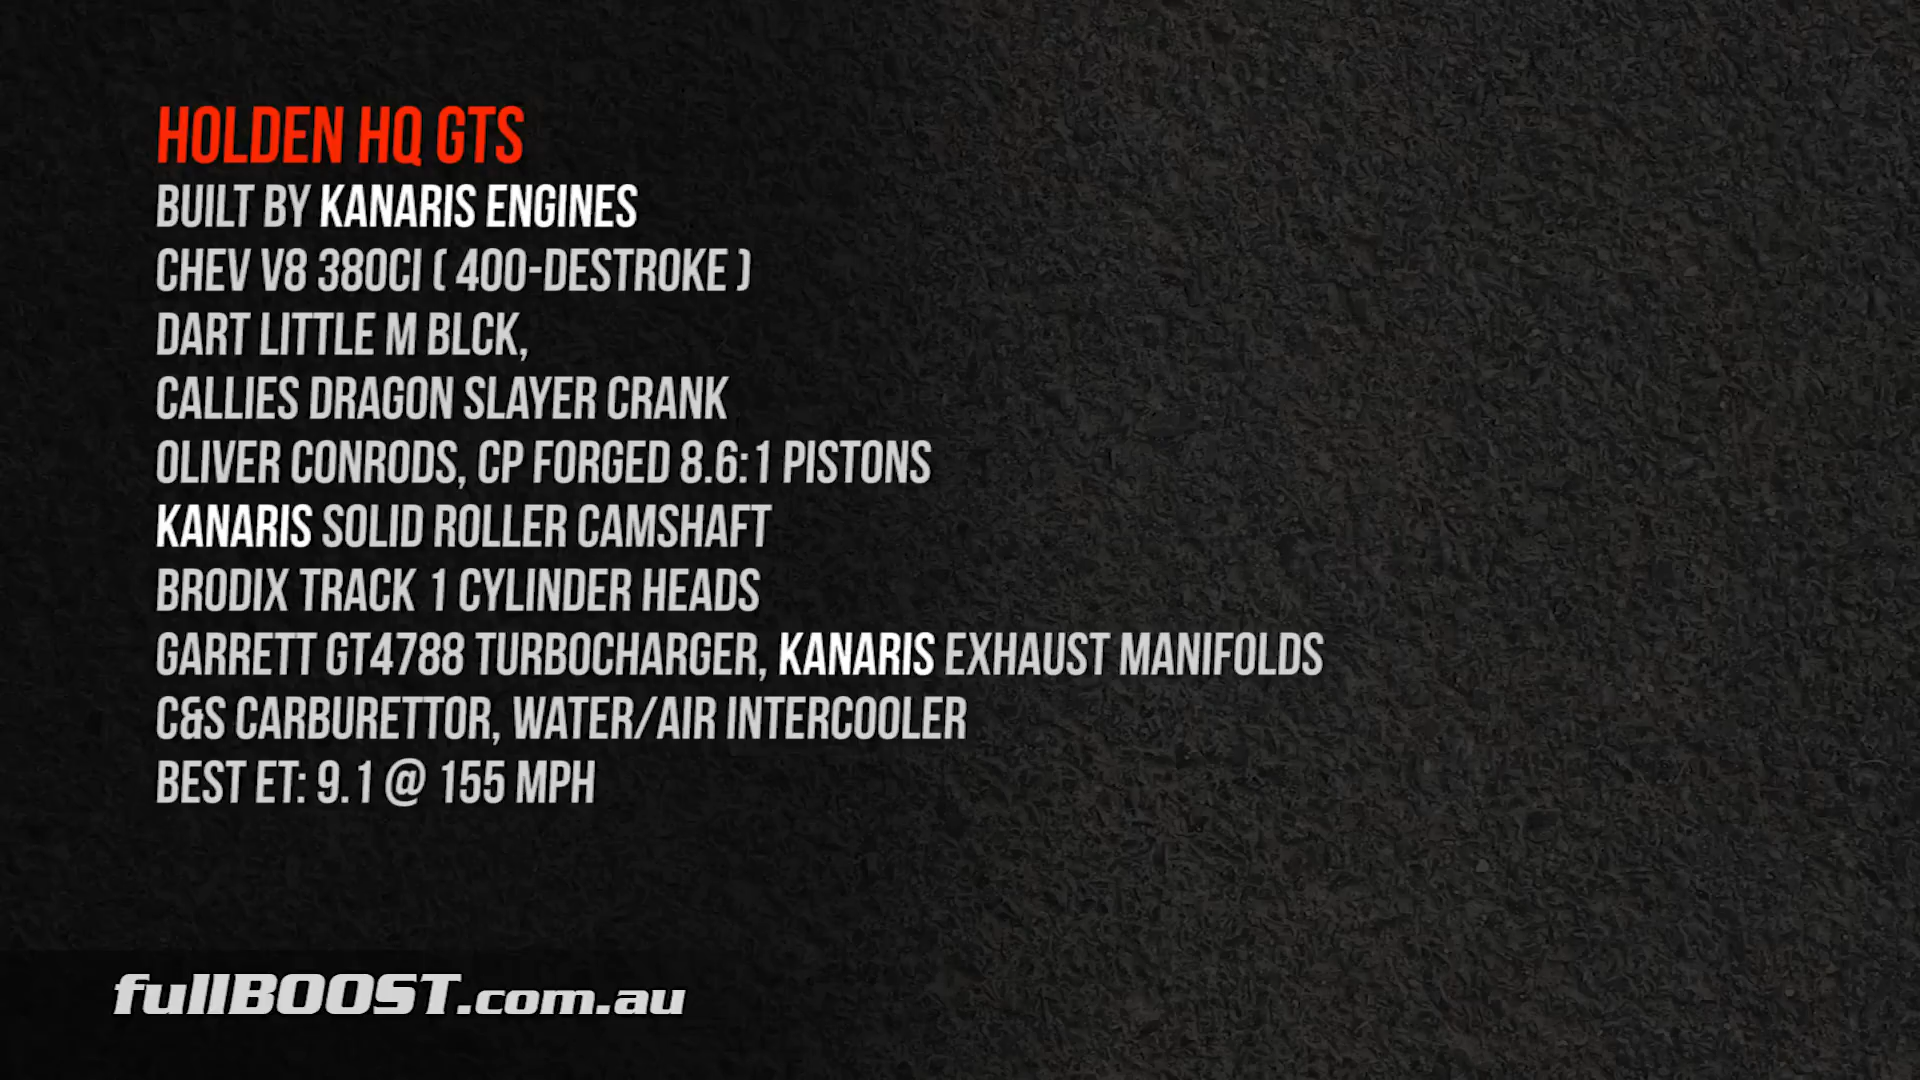 HOLDEN HQ GTS
BUILT BY KANARIS ENGINES
CHEV V8 380CI ( 400-DESTROKE )
DART LITTLE M BLCK,
CALLIES DRAGON SLAYER CRANK
OLIVER CONRODS, CP FORGED 8.6:1 PISTONS
KANARIS SOLID ROLLER CAMSHAFT
BRODIX TRACK 1 CYLINDER HEADS
GARRETT GT4788 TURBOCHARGER, KANARIS EXHAUST MANIFOLDS
C&S CARBURETTOR, WATER/AIR INTERCOOLER
BEST ET: 9.1 @ 155 MPH
fullBOOST.com.au